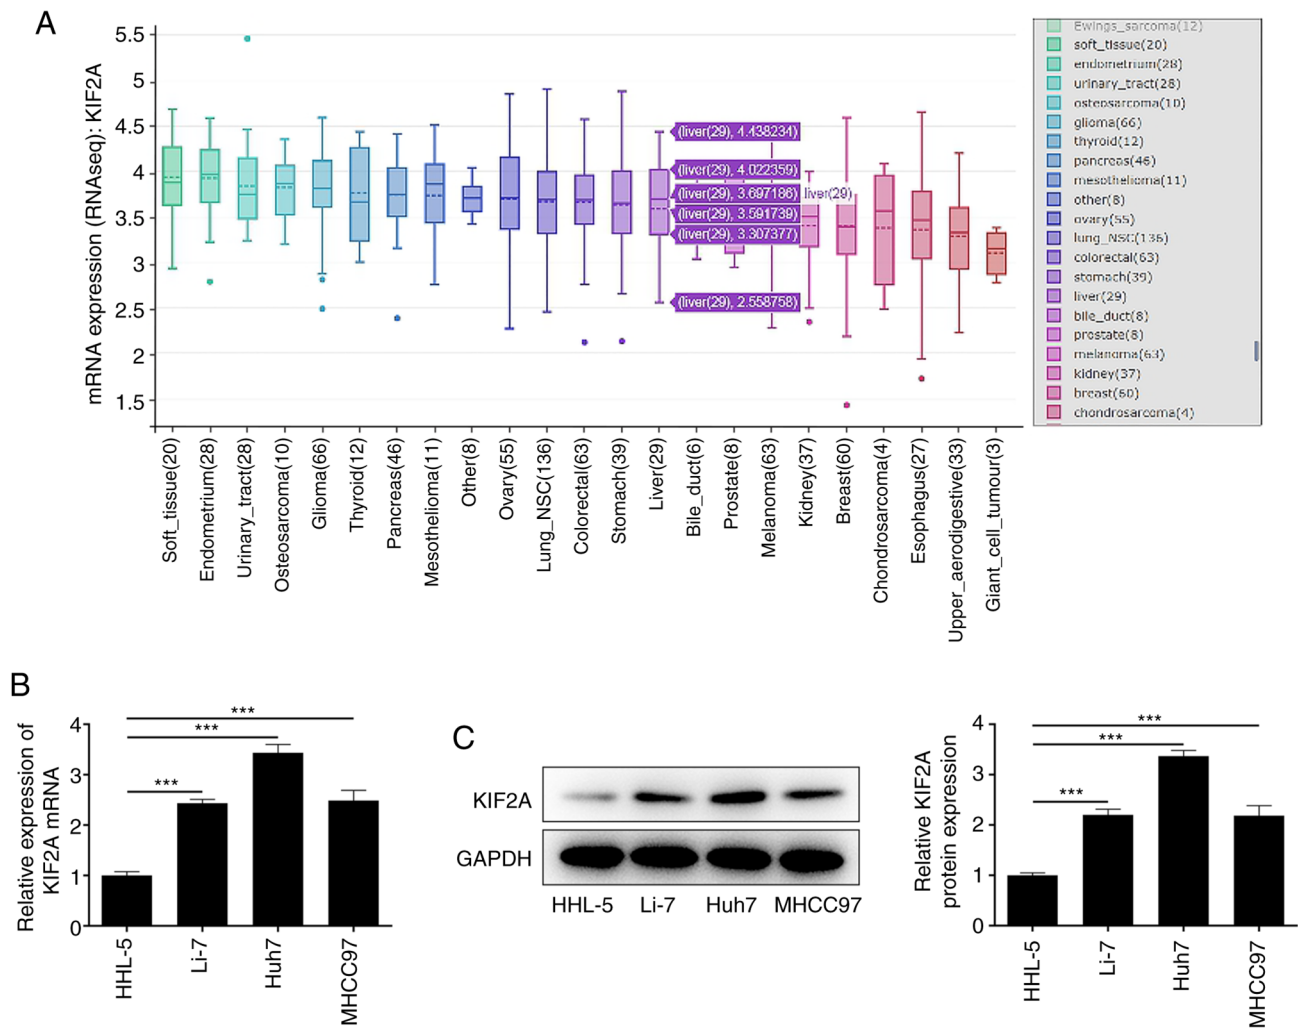 A
mRNA expression (RNAseq): KIF2A
5.5
5
4.5
4
3.5
3
2.5
2
1.5
(liver(29), 4.438234)
(liver(29), 4.022359)
(liver(29), 3.697186)
liver(29)
(liver(29), 3.591739)
(liver(29), 3.307377)
(liver(29), 2.558758)
Soft_tissue(20)
Endometrium(28)
Urinary_tract(28)
Osteosarcoma(10)
Glioma(66)
Thyroid(12)
Pancreas(46)
Mesothelioma(11)
Other(8)
Ovary(55)
Lung_NSC(136)
Colorectal(63)
Stomach(39)
Liver(29)
Bile_duct(6)
Prostate(8)
Melanoma(63)
Kidney(37)
Breast(60)
Chondrosarcoma(4)
Esophagus(27)
Upper_aerodigestive(33)
Giant_cell_tumour(3)
Ewings_sarcoma(12)
soft_tissue(20)
endometrium(28)
urinary_tract(28)
osteosarcoma(10)
glioma(66)
thyroid(12)
pancreas(46)
mesothelioma(11)
other(8)
ovary(55)
lung_NSC(136)
colorectal(63)
stomach(39)
liver(29)
bile_duct(8)
prostate(8)
melanoma(63)
kidney(37)
breast(60)
chondrosarcoma(4)
B
Relative expression of
KIF2A mRNA
4
3
2
1
0
***
***
***
HHL-5
Li-7
Huh7
MHCC97
C
KIF2A
GAPDH
HHL-5 Li-7 Huh7 MHCC97
Relative KIF2A
protein expression
4
3
2
1
0
***
***
***
HHL-5
Li-7
Huh7
MHCC97